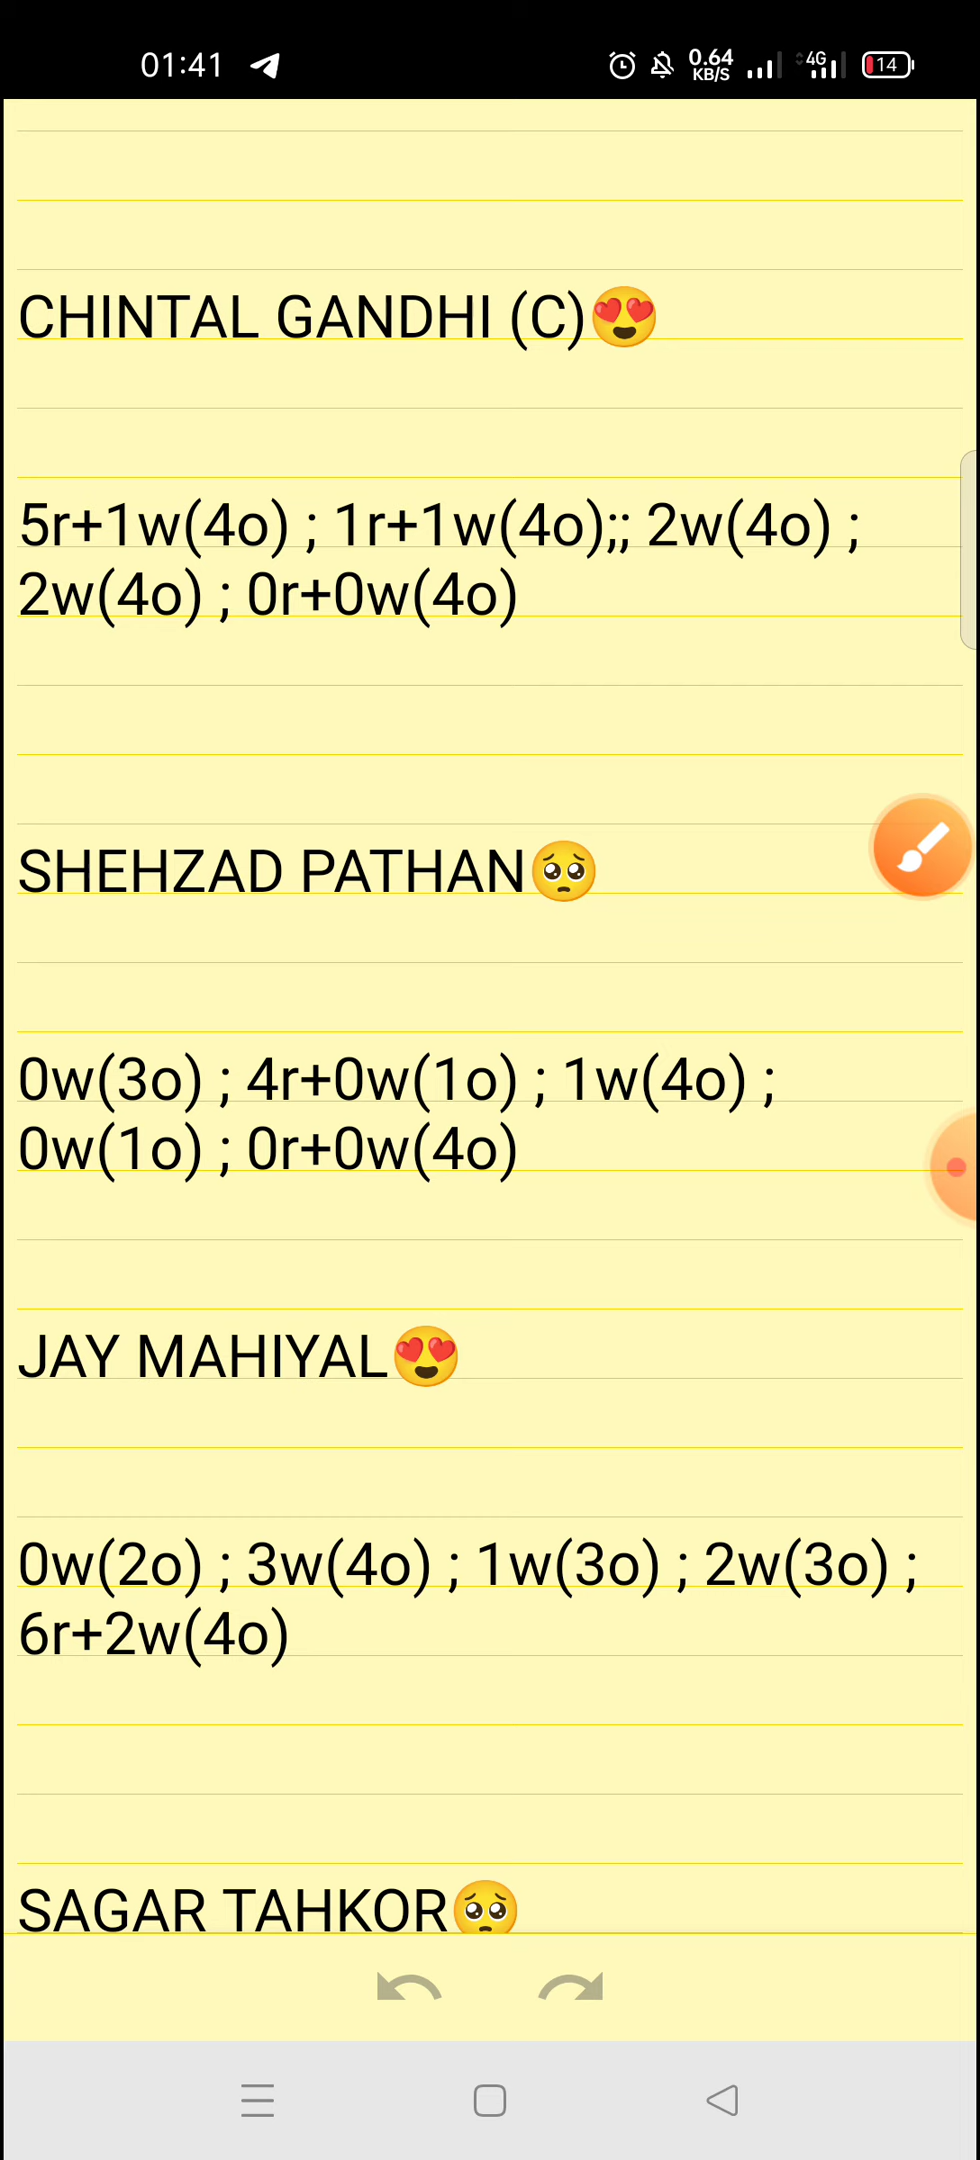 01:41 0.64 KB/S 4G 14
CHINTAL GANDHI (C)😍
5r+1w(4o) ; 1r+1w(4o);; 2w(4o) ;
2w(4o) ; 0r+0w(4o)
SHEHZAD PATHAN🥺
0w(3o) ; 4r+0w(1o) ; 1w(4o) ;
0w(1o) ; 0r+0w(4o)
JAY MAHIYAL😍
0w(2o) ; 3w(4o) ; 1w(3o) ; 2w(3o) ;
6r+2w(4o)
SAGAR TAHKOR🥺